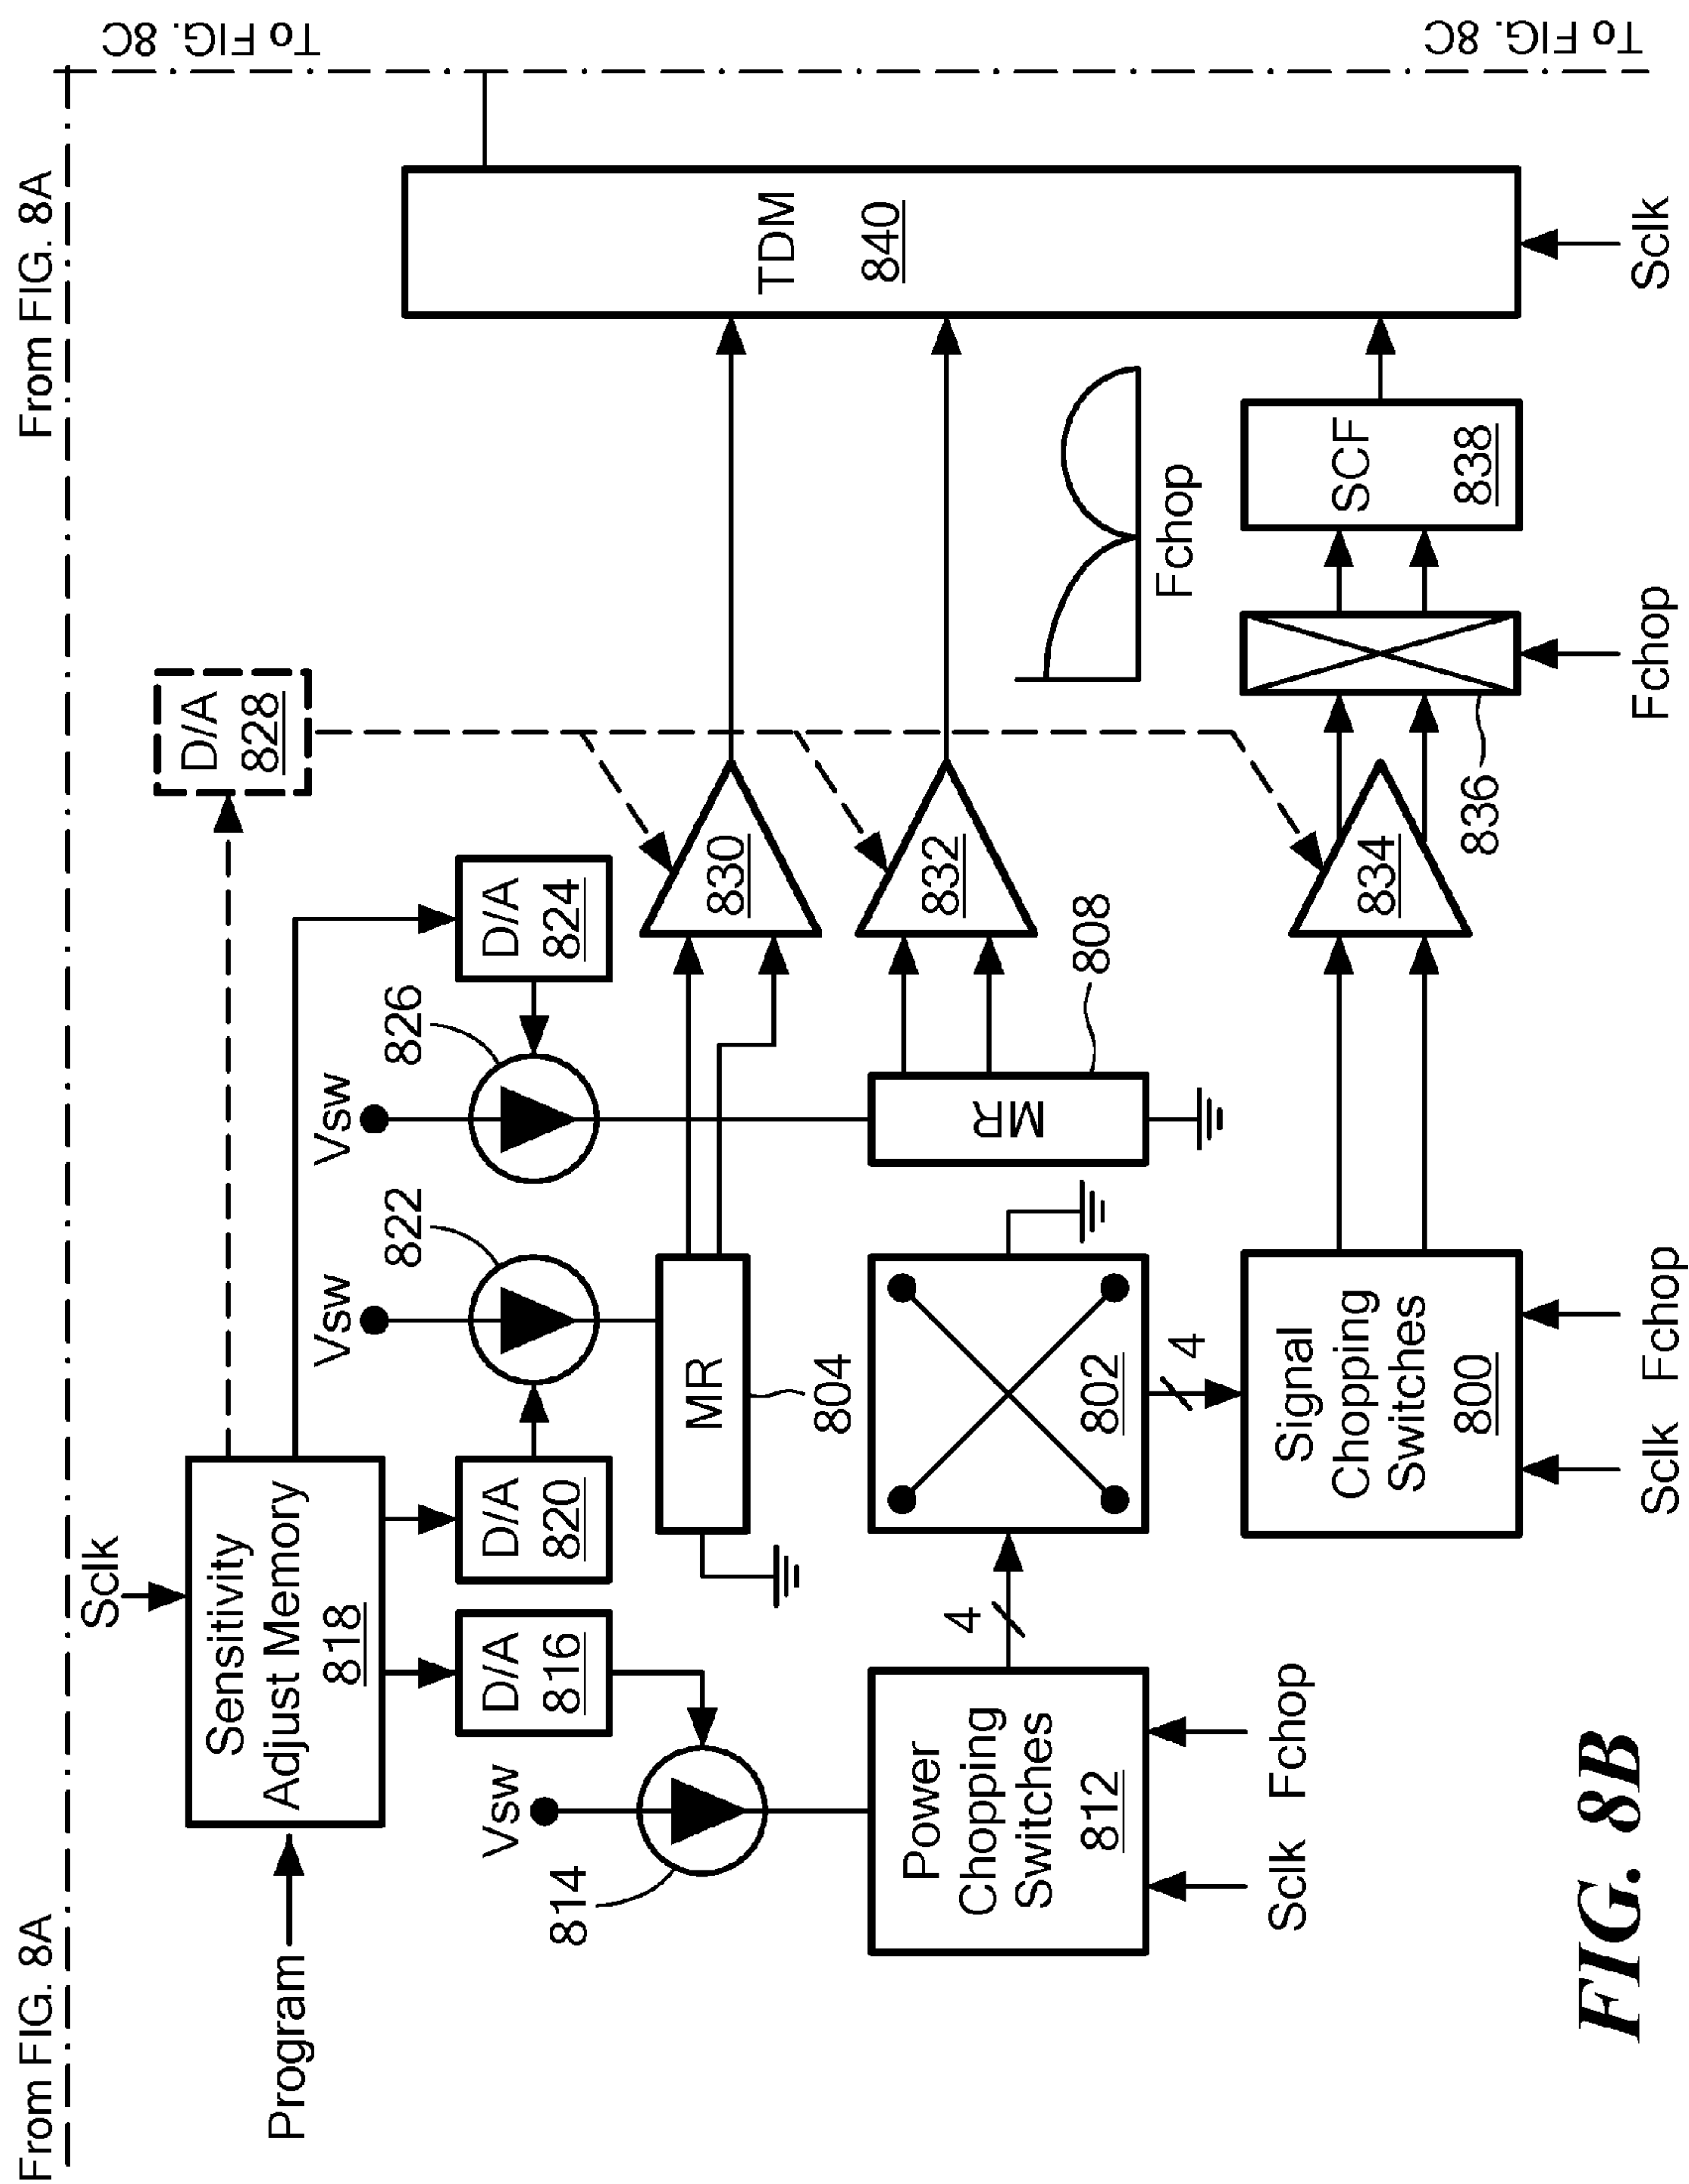 From FIG. 8A
From FIG. 8A
To FIG. 8C
Sclk
Program
Sensitivity
Adjust Memory
818
D/A
828
D/A
816
D/A
820
D/A
824
Vsw
814
Vsw
822
Vsw
826
MR
804
MR
808
830
832
834
TDM
840
Sclk
Power
Chopping
Switches
812
Sclk
Fchop
4
802
4
Signal
Chopping
Switches
800
Sclk
Fchop
836
Fchop
Fchop
SCF
838
To FIG. 8C
FIG. 8B